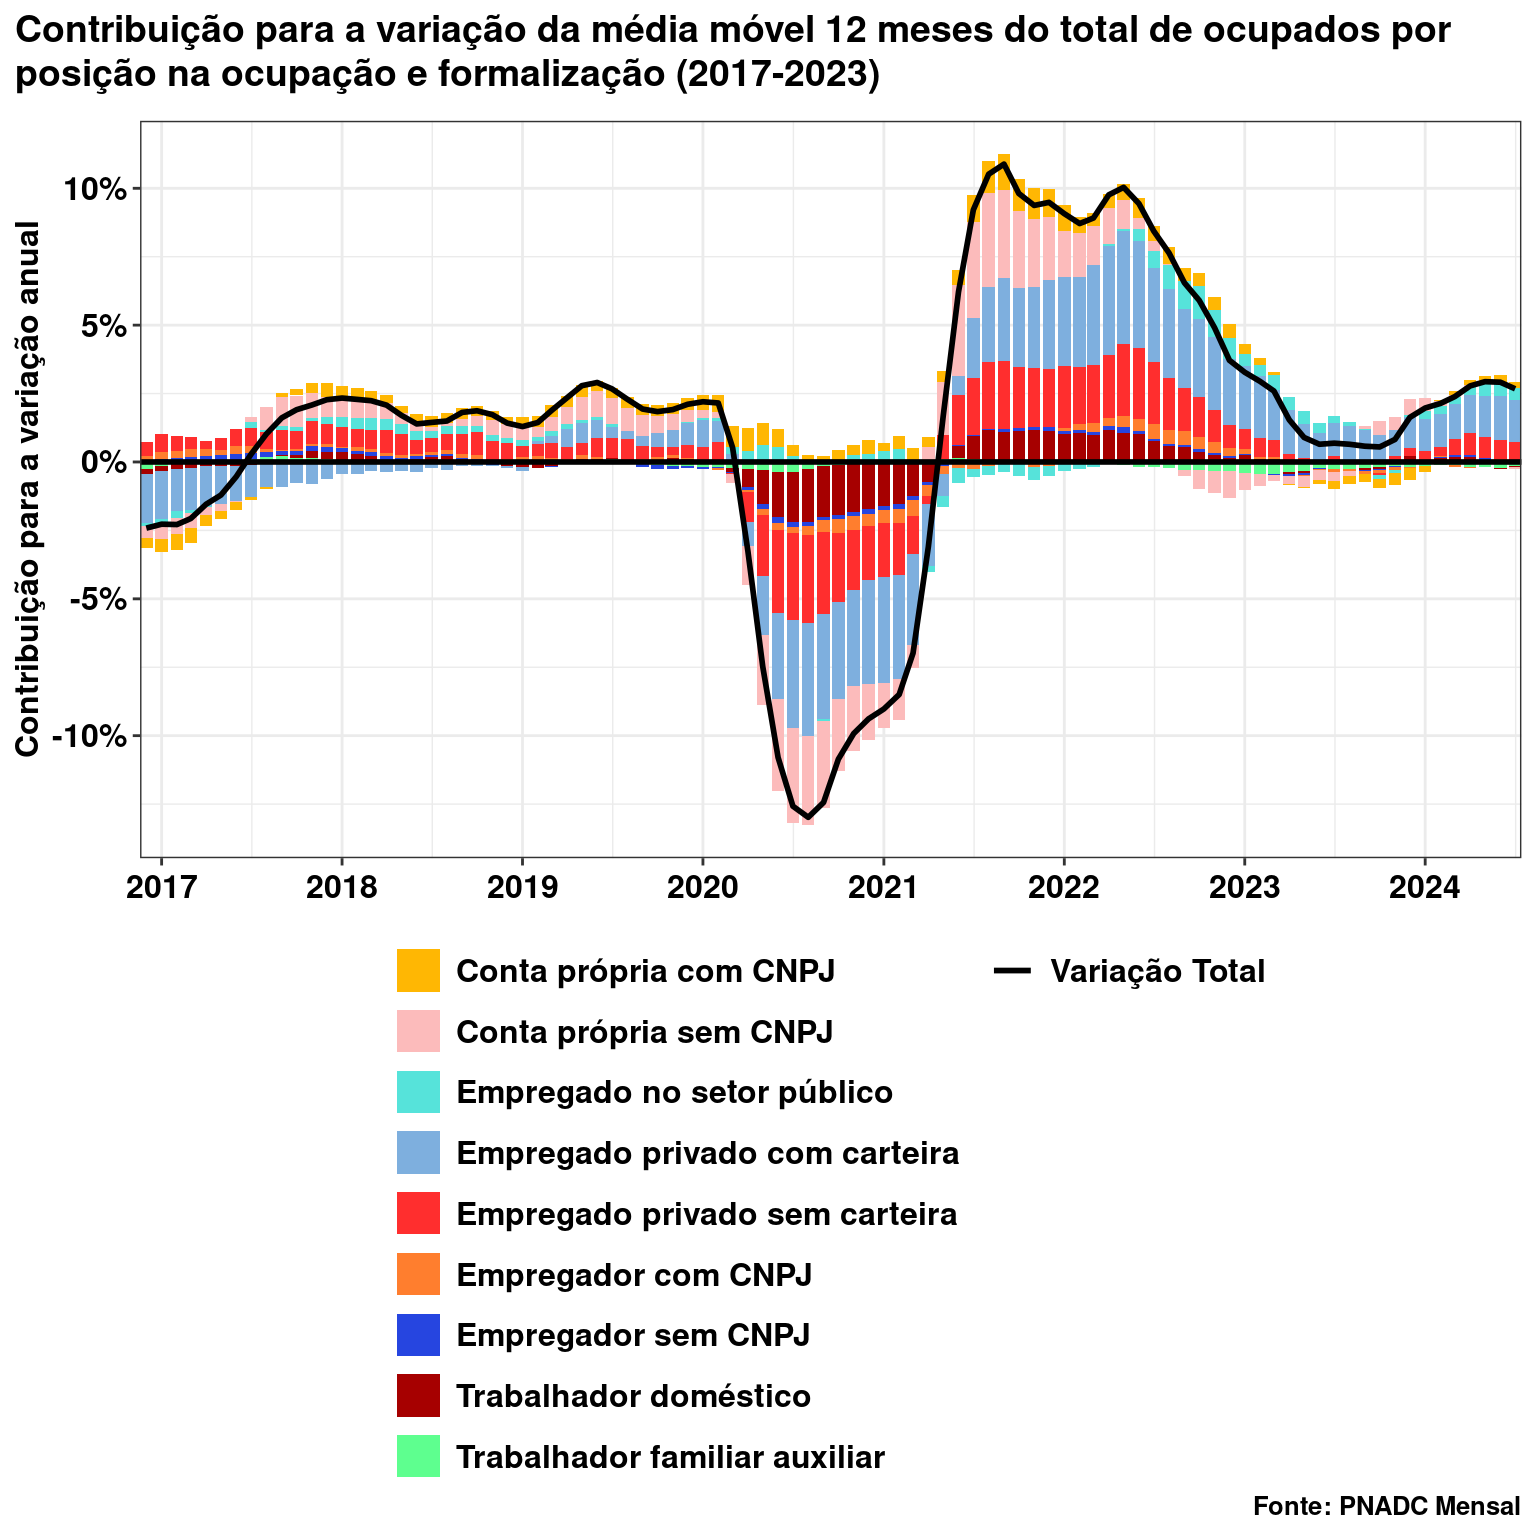 Contribuição para a variação da média móvel 12 meses do total de ocupados por
posição na ocupação e formalização (2017-2023)
Contribuição para a variação anual
10%
5%
0%
-5%
-10%
2017 2018 2019 2020 2021 2022 2023 2024
Conta própria com CNPJ
Conta própria sem CNPJ
Empregado no setor público
Empregado privado com carteira
Empregado privado sem carteira
Empregador com CNPJ
Empregador sem CNPJ
Trabalhador doméstico
Trabalhador familiar auxiliar
Variação Total
Fonte: PNADC Mensal